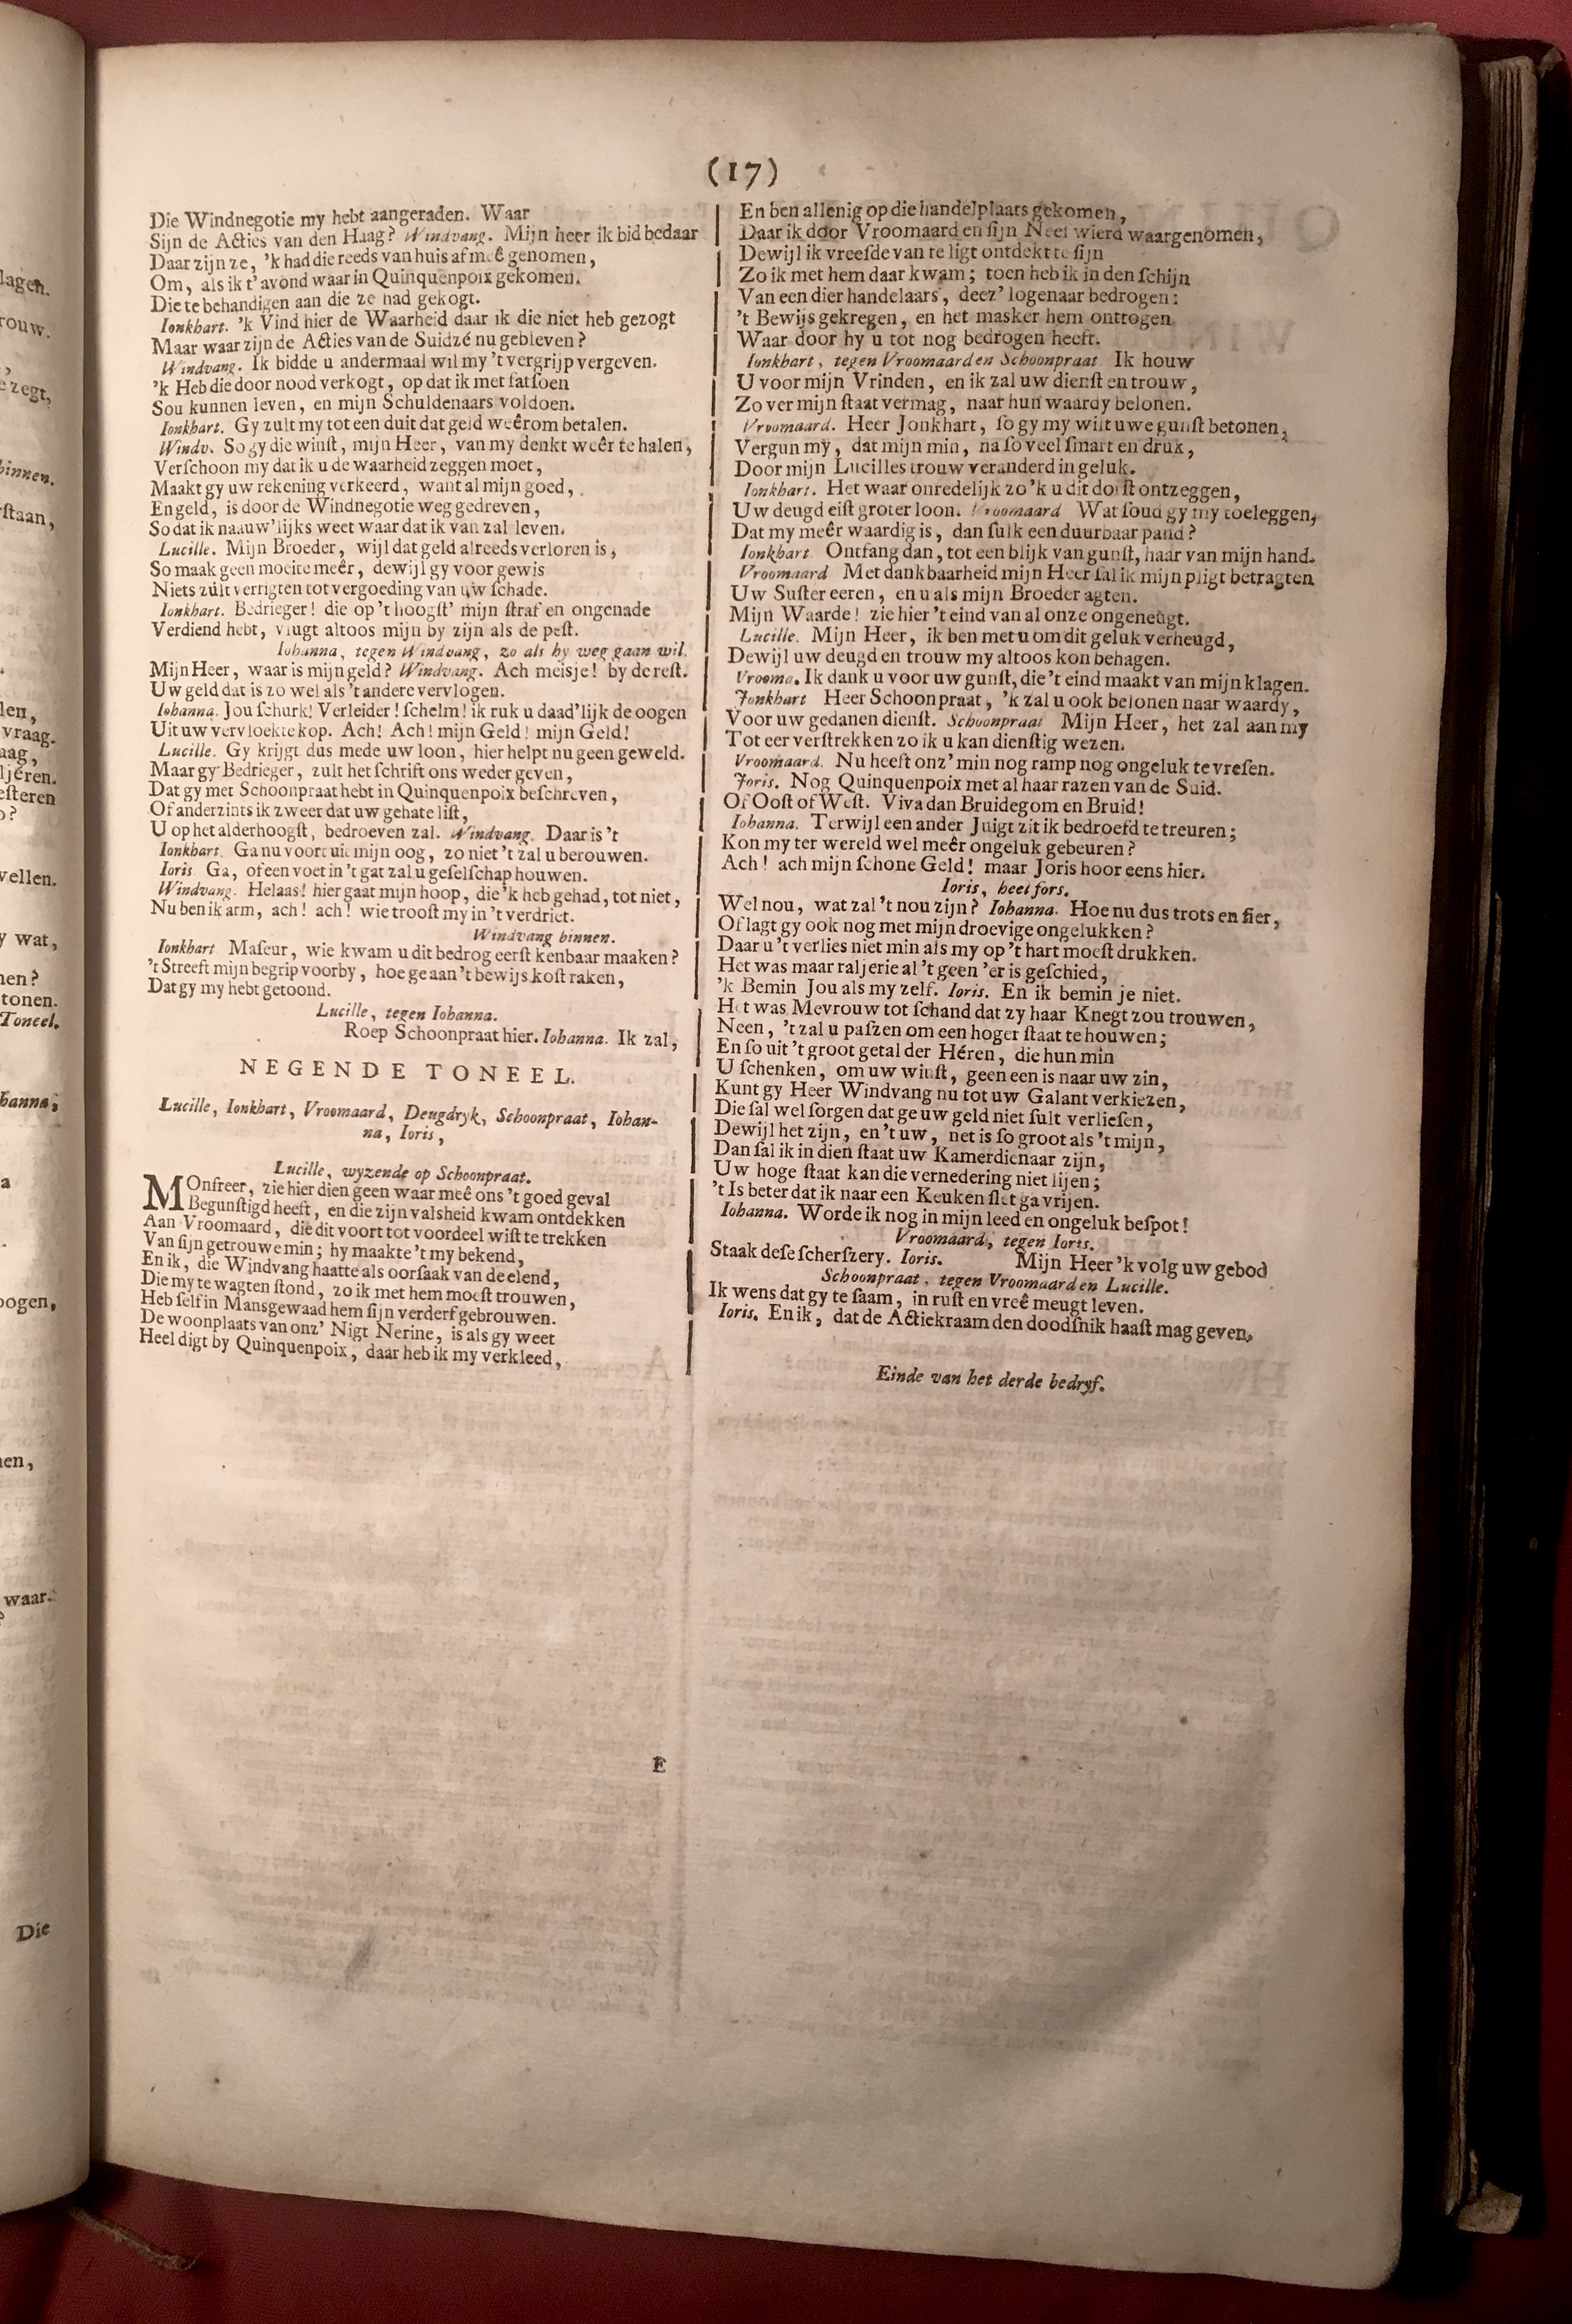 (17)
Die Windnegotie my hebt aangeraden. Waar
Sijn de Acties van den Haag? Windvang. Mijn heer ik bid bedaar
Daar zijn ze, 'k had die reeds van huis af meê genomen,
Om, als ik t'avond waar in Quinquenpoix gekomen.
Die te behandigen aan die ze had gekogt.
Ionkhart. 'k Vind hier de Waarheid daar ik die niet heb gezogt
Maar waar zijn de Acties van de Suidzé nu gebleven?
Windvang. Ik bidde u andermaal wil my 't vergrijp vergeven.
'k Heb die door nood verkogt, op dat ik met fatſoen
Sou kunnen leven, en mijn Schuldenaars voldoen.
Ionkhart. Gy zult my tot een duit dat geld weêrom betalen.
Windv. So gy die winſt, mijn Heer, van my denkt weêr te halen,
Verſchoon my dat ik u de waarheid zeggen moet,
Maakt gy uw rekening verkeerd, want al mijn goed,
En geld, is door de Windnegotie weg gedreven,
So dat ik naauw'lijks weet waar dat ik van zal leven.
Lucille. Mijn Broeder, wijl dat geld alreeds verloren is,
So maak geen moeite meêr, dewijl gy voor gewis
Niets zult verrigten tot vergoeding van uw ſchade.
Ionkhart. Bedrieger! die op 't hoogſt' mijn ſtraf en ongenade
Verdiend hebt, vlugt altoos mijn by zijn als de peſt.
Iohanna, tegen Windvang, zo als hy weg gaan wil.
Mijn Heer, waar is mijn geld? Windvang. Ach meisje! by de reſt.
Uw geld dat is zo wel als 't andere vervlogen.
Iohanna. Jou ſchurk! Verleider! ſchelm! ik ruk u daad'lijk de oogen
Uit uw vervloekte kop. Ach! Ach! mijn Geld! mijn Geld!
Lucille. Gy krijgt dus mede uw loon, hier helpt nu geen geweld.
Maar gy Bedrieger, zult het ſchrift ons weder geven,
Dat gy met Schoonpraat hebt in Quinquenpoix beſchreven,
Of anderzints ik zweer dat uw gehate liſt,
U op het alderhoogſt, bedroeven zal. Windvang. Daar is 't
Ionkhart. Ga nu voort uit mijn oog, zo niet 't zal u berouwen.
Ioris. Ga, of een voet in 't gat zal u geſelſchap houwen.
Windvang. Helaas! hier gaat mijn hoop, die 'k heb gehad, tot niet,
Nu ben ik arm, ach! ach! wie trooſt my in 't verdriet.
Windvang binnen.
Ionkhart Maſeur, wie kwam u dit bedrog eerſt kenbaar maaken?
't Streeft mijn begrip voorby, hoe ge aan 't bewijs koſt raken,
Dat gy my hebt getoond.
Lucille, tegen Iohanna.
Roep Schoonpraat hier. Iohanna. Ik zal,
NEGENDE TONEEL.
Lucille, Ionkhart, Vroomaard, Deugdryk, Schoonpraat, Iohan-
na, Ioris,
Lucille, wyzende op Schoonpraat.
MOnfreer, zie hier dien geen waar meê ons 't goed geval
Begunſtigd heeft, en die zijn valsheid kwam ontdekken
Aan Vroomaard, die dit voort tot voordeel wiſt te trekken
Van ſijn getrouwe min; hy maakte 't my bekend,
En ik, die Windvang haatte als oorſaak van de elend,
Die my te wagten ſtond, zo ik met hem moeſt trouwen,
Heb ſelf in Mansgewaad hem ſijn verderf gebrouwen.
De woonplaats van onz' Nigt Nerine, is als gy weet
Heel digt by Quinquenpoix, daar heb ik my verkleed,
E
En ben allenig op die handelplaats gekomen,
Daar ik door Vroomaard en ſijn Neef wierd waargenomen,
Dewijl ik vreeſde van te ligt ontdekt te ſijn
Zo ik met hem daar kwam; toen heb ik in den ſchijn
Van een dier handelaars, deez' logenaar bedrogen:
't Bewijs gekregen, en het masker hem onttogen
Waar door hy u tot nog bedrogen heeft.
Ionkhart, tegen Vroomaard en Schoonpraat. Ik houw
U voor mijn Vrinden, en ik zal uw dienſt en trouw,
Zo ver mijn ſtaat vermag, naar hun waardy belonen.
Vroomaard. Heer Jonkhart, ſo gy my wilt uwe gunſt betonen,
Vergun my, dat mijn min, na ſo veel ſmart en druk,
Door mijn Lucilles trouw veranderd in geluk.
Ionkhart. Het waar onredelijk zo 'k u dit dorſt ontzeggen,
Uw deugd eiſt groter loon. Vroomaard Wat ſoud gy my toeleggen,
Dat my meêr waardig is, dan ſulk een duurbaar pand?
Ionkhart. Ontfang dan, tot een blijk van gunſt, haar van mijn hand.
Vroomaard Met dankbaarheid mijn Heer ſal ik mijn pligt betragten
Uw Suſter eeren, en u als mijn Broeder agten.
Mijn Waarde! zie hier 't eind van al onze ongeneugt.
Lucille. Mijn Heer, ik ben met u om dit geluk verheugd,
Dewijl uw deugd en trouw my altoos kon behagen.
Vrooma. Ik dank u voor uw gunſt, die 't eind maakt van mijn klagen.
Jonkhart Heer Schoonpraat, 'k zal u ook belonen naar waardy,
Voor uw gedanen dienſt. Schoonpraat Mijn Heer, het zal aan my
Tot eer verſtrekken zo ik u kan dienſtig wezen.
Vroomaard. Nu heeft onz' min nog ramp nog ongeluk te vreſen.
Joris. Nog Quinquenpoix met al haar razen van de Suid.
Of Ooſt of Weſt. Viva dan Bruidegom en Bruid!
Iohanna. Terwijl een ander Juigt zit ik bedroefd te treuren;
Kon my ter wereld wel meêr ongeluk gebeuren?
Ach! ach mijn ſchone Geld! maar Joris hoor eens hier.
Ioris, heel fors.
Wel nou, wat zal 't nou zijn? Iohanna. Hoe nu dus trots en fier,
Of lagt gy ook nog met mijn droevige ongelukken?
Daar u 't verlies niet min als my op 't hart moeſt drukken.
Het was maar raljerie al 't geen 'er is geſchied,
'k Bemin Jou als my zelf. Ioris. En ik bemin je niet.
Het was Mevrouw tot ſchand dat zy haar Knegt zou trouwen,
Neen, 't zal u paſzen om een hoger ſtaat te houwen;
En ſo uit 't groot getal der Héren, die hun min
U ſchenken, om uw winſt, geen een is naar uw zin,
Kunt gy Heer Windvang nu tot uw Galant verkiezen,
Die ſal wel ſorgen dat ge uw geld niet ſult verlieſen,
Dewijl het zijn, en 't uw, net is ſo groot als 't mijn,
Dan ſal ik in dien ſtaat uw Kamerdienaar zijn,
Uw hoge ſtaat kan die vernedering niet lijen;
't Is beter dat ik naar een Keuken ſlet ga vrijen.
Iohanna. Worde ik nog in mijn leed en ongeluk beſpot!
Vroomaard, tegen Ioris.
Staak deſe scherſzery. Ioris. Mijn Heer 'k volg uw gebod
Schoonpraat, tegen Vroomaard en Lucille.
Ik wens dat gy te ſaam, in ruſt en vreê meugt leven.
Ioris. En ik, dat de Actiekraam den doodſnik haaſt mag geven,
Einde van het derde bedryf.